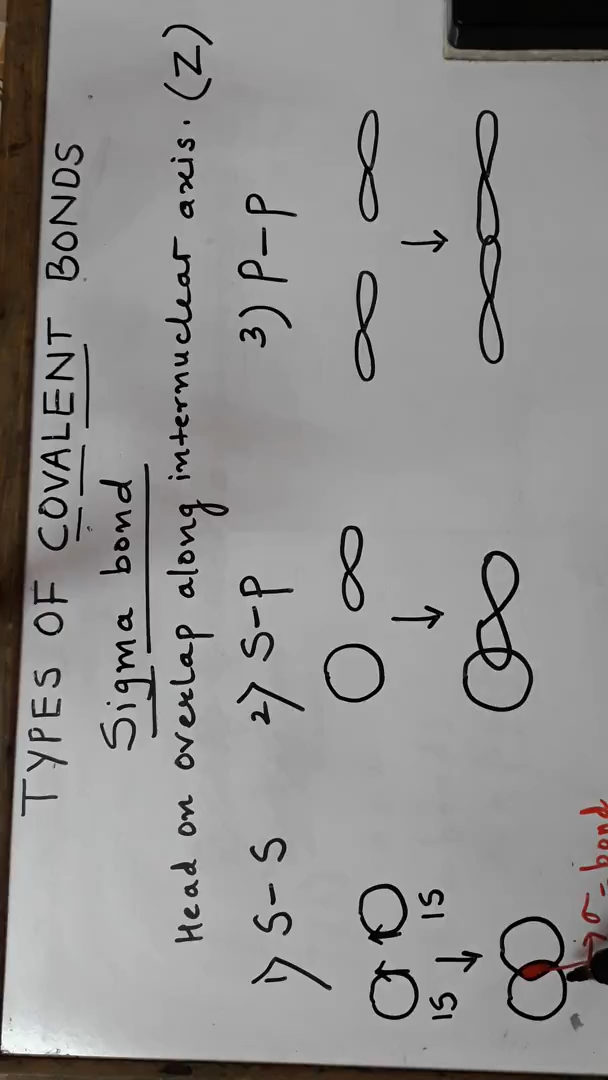 TYPES OF COVALENT BONDS
Sigma bond
Head on overlap along internuclear axis. (Z)
1) S-S 2) S-P 3) P-P
1S 1S
σ-bond